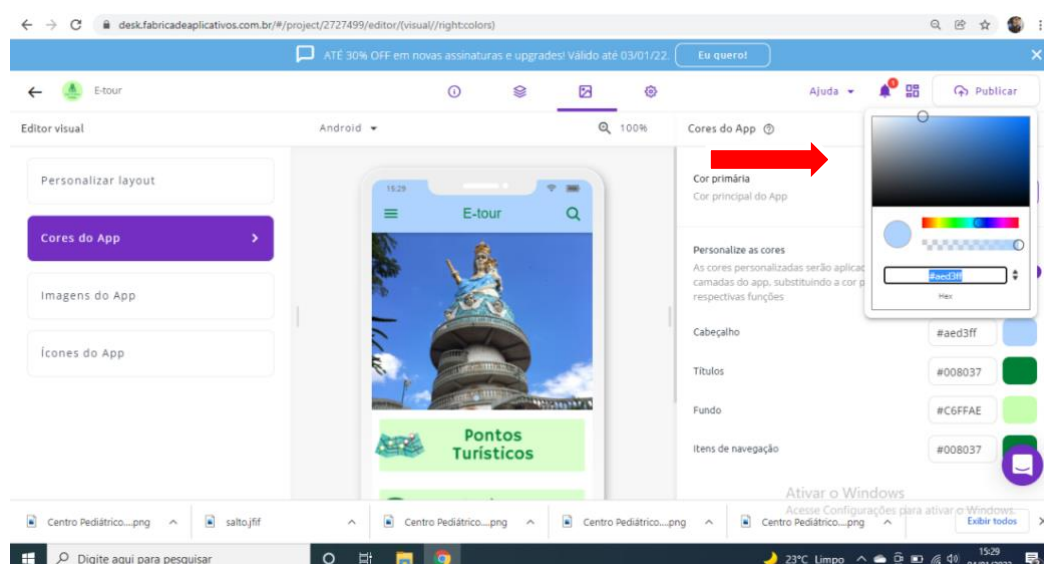 desk.fabricadeaplicativos.com.br/#/project/2727499/editor/(visual//right:colors)
ATÉ 30% OFF em novas assinaturas e upgrades! Válido até 03/01/22.
Eu quero!
E-tour
Ajuda
Publicar
Editor visual
Android
100%
Cores do App
Personalizar layout
Cores do App
Imagens do App
Ícones do App
15:29
E-tour
Pontos
Turísticos
Cor primária
Cor principal do App
Personalize as cores
As cores personalizadas serão aplicad
camadas do app, substituindo a cor p
respectivas funções
#aed3ff
Hex
Cabeçalho
#aed3ff
Títulos
#008037
Fundo
#C6FFAE
Itens de navegação
#008037
Ativar o Windows
Acesse Configurações para ativar o Windows.
Centro Pediátrico....png
salto.jfif
Centro Pediátrico....png
Centro Pediátrico....png
Centro Pediátrico....png
Exibir todos
Digite aqui para pesquisar
23°C Limpo
15:29
04/01/2022